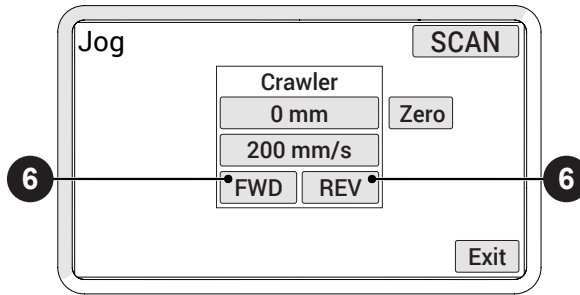 Jog SCAN
Crawler
0 mm Zero
200 mm/s
6 FWD REV 6
Exit